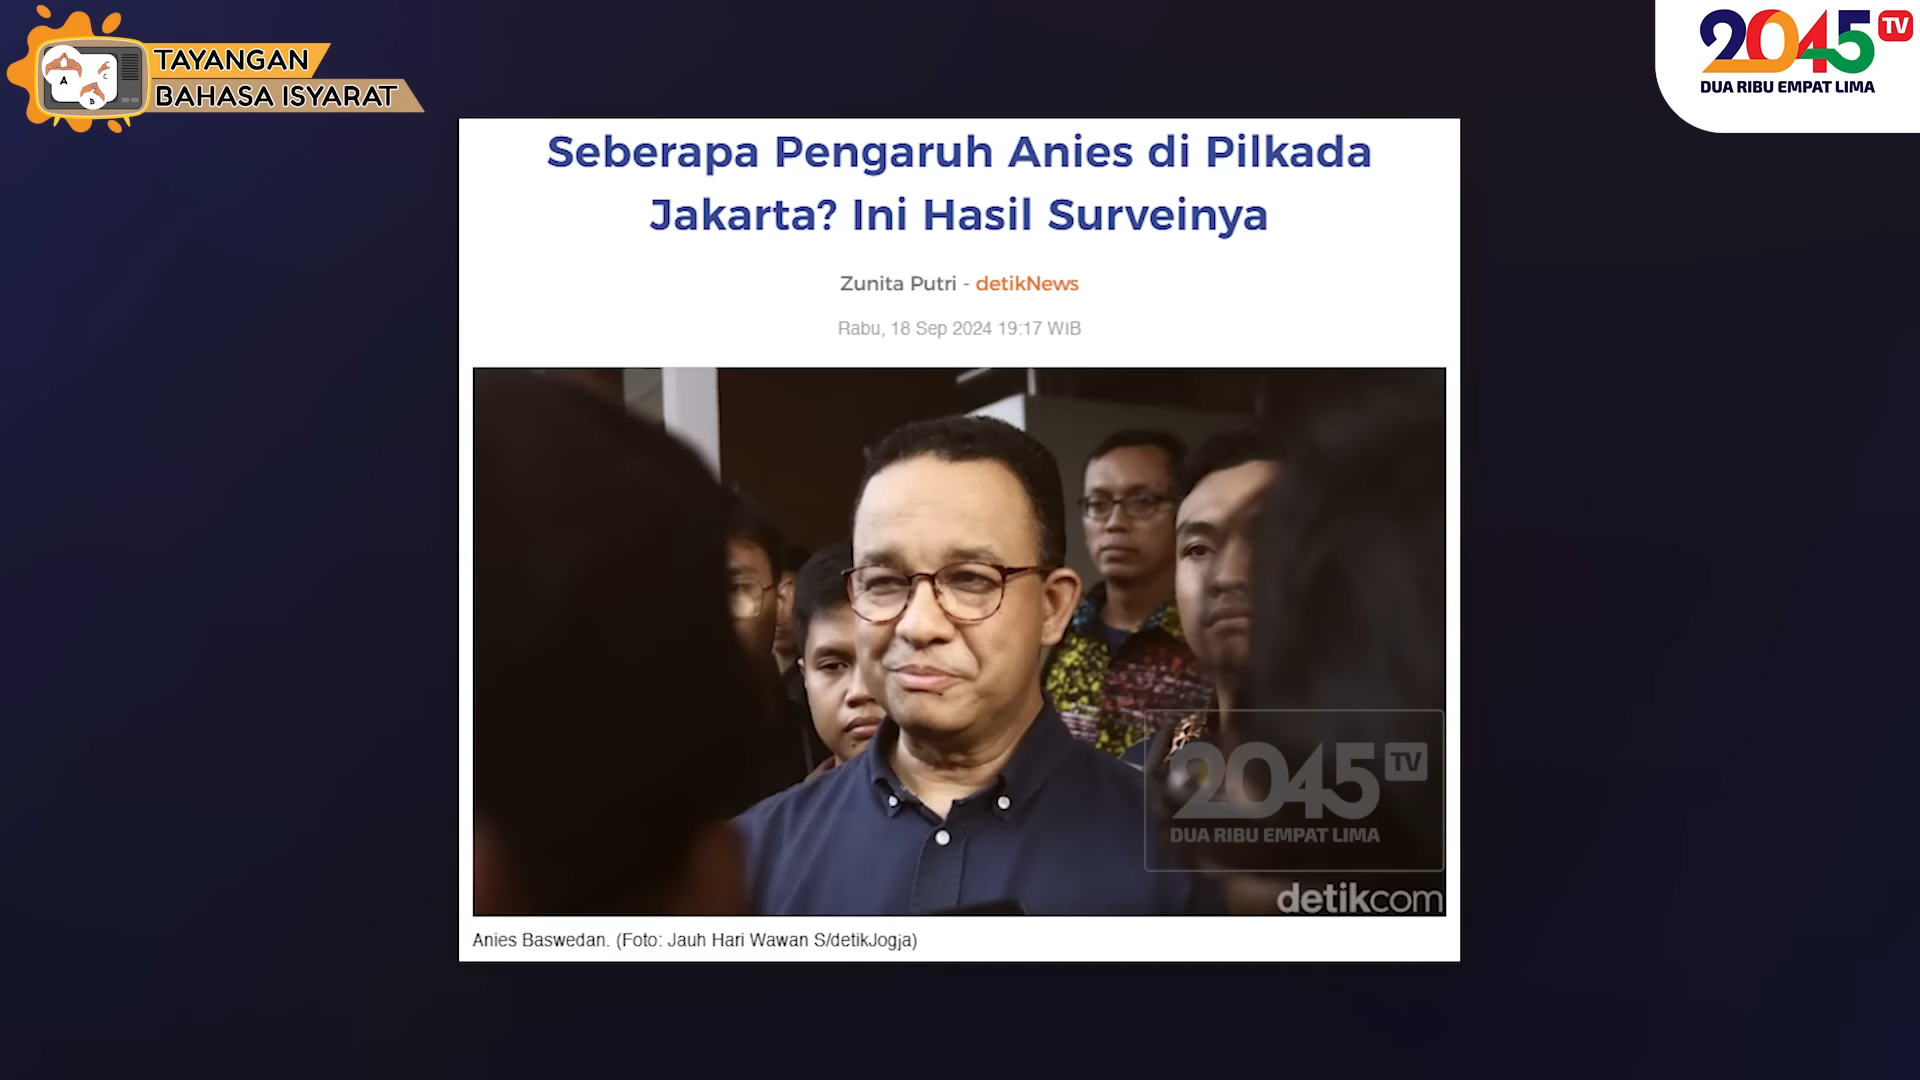 TAYANGAN
BAHASA ISYARAT
A
C
B
2045 TV
DUA RIBU EMPAT LIMA
Seberapa Pengaruh Anies di Pilkada
Jakarta? Ini Hasil Surveinya
Zunita Putri - detikNews
Rabu, 18 Sep 2024 19:17 WIB
2045 TV
DUA RIBU EMPAT LIMA
detikcom
Anies Baswedan. (Foto: Jauh Hari Wawan S/detikJogja)